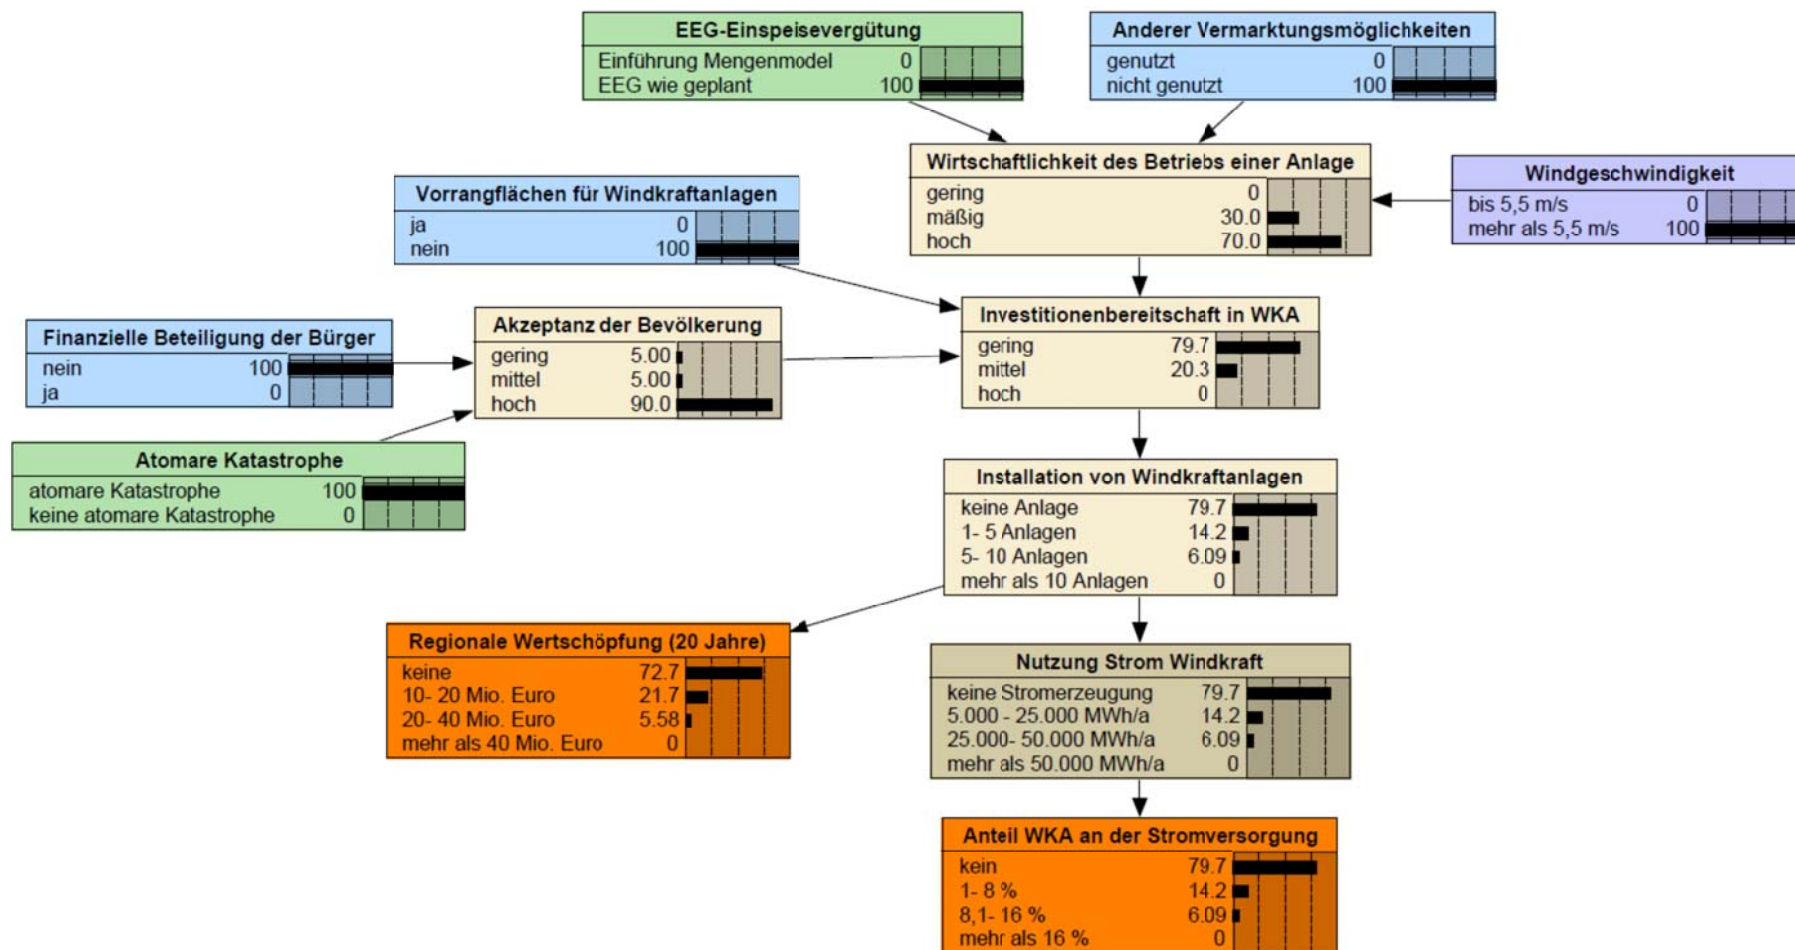 EEG-Einspeisevergütung
Einführung Mengenmodel 0
EEG wie geplant 100
Anderer Vermarktungsmöglichkeiten
genutzt 0
nicht genutzt 100
Wirtschaftlichkeit des Betriebs einer Anlage
gering 0
mäßig 30.0
hoch 70.0
Windgeschwindigkeit
bis 5,5 m/s 0
mehr als 5,5 m/s 100
Vorrangflächen für Windkraftanlagen
ja 0
nein 100
Finanzielle Beteiligung der Bürger
nein 100
ja 0
Akzeptanz der Bevölkerung
gering 5.00
mittel 5.00
hoch 90.0
Investitionenbereitschaft in WKA
gering 79.7
mittel 20.3
hoch 0
Atomare Katastrophe
atomare Katastrophe 100
keine atomare Katastrophe 0
Installation von Windkraftanlagen
keine Anlage 79.7
1- 5 Anlagen 14.2
5- 10 Anlagen 6.09
mehr als 10 Anlagen 0
Regionale Wertschöpfung (20 Jahre)
keine 72.7
10- 20 Mio. Euro 21.7
20- 40 Mio. Euro 5.58
mehr als 40 Mio. Euro 0
Nutzung Strom Windkraft
keine Stromerzeugung 79.7
5.000 - 25.000 MWh/a 14.2
25.000- 50.000 MWh/a 6.09
mehr als 50.000 MWh/a 0
Anteil WKA an der Stromversorgung
kein 79.7
1- 8 % 14.2
8,1- 16 % 6.09
mehr als 16 % 0